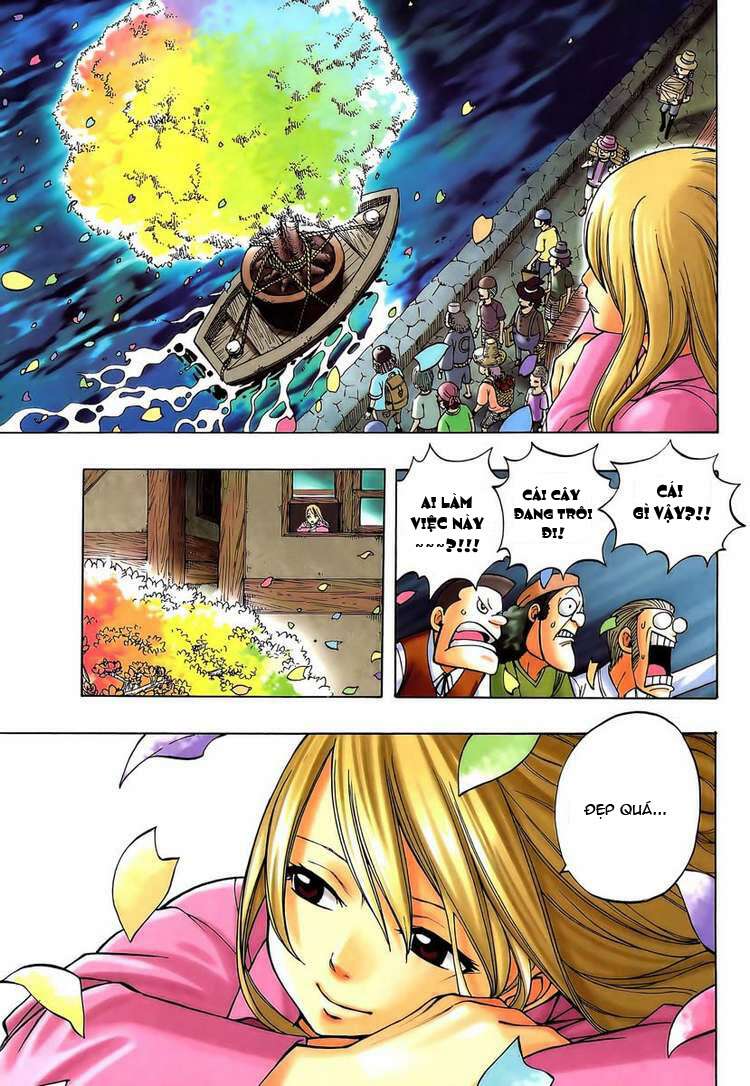 CÁI
GÌ VẬY?!!
CÁI CÂY
ĐANG TRÔI
ĐI!
AI LÀM
VIỆC NÀY
~~~?!!!
ĐẸP QUÁ...